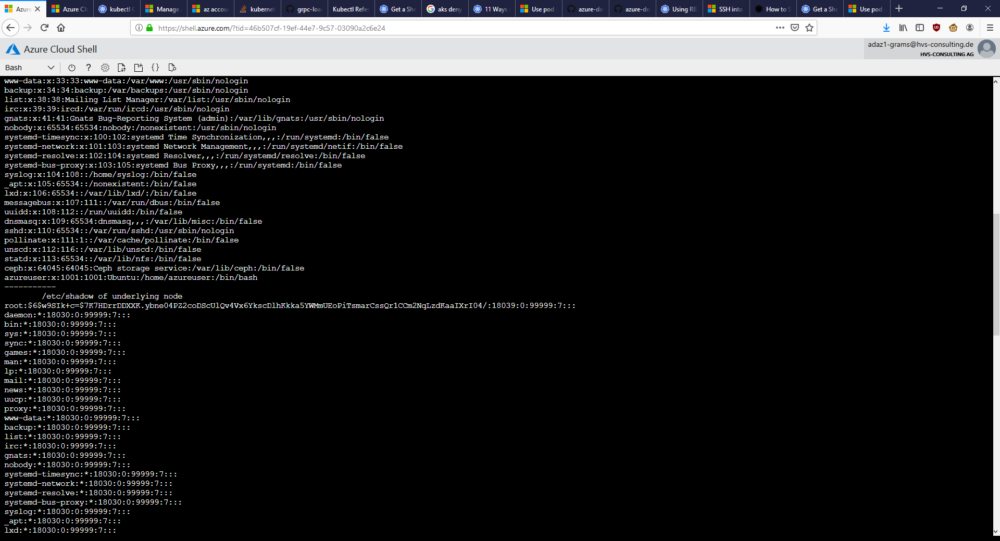 Azure
Azure Cl
kubectl C
Manage
az accou
kubernet
grpc-loa
Kubectl Refer
Get a She
aks deny
11 Ways
Use pod
azure-do
azure-do
Using RB
SSH into
How to S
Get a She
Use pod
https://shell.azure.com/?tid=46b507cf-19ef-44e7-9c57-03090a2c6e24
Azure Cloud Shell
adaz1-grams@hvs-consulting.de
HVS-CONSULTING AG
Bash
www-data:x:33:33:www-data:/var/www:/usr/sbin/nologin
backup:x:34:34:backup:/var/backups:/usr/sbin/nologin
list:x:38:38:Mailing List Manager:/var/list:/usr/sbin/nologin
irc:x:39:39:ircd:/var/run/ircd:/usr/sbin/nologin
gnats:x:41:41:Gnats Bug-Reporting System (admin):/var/lib/gnats:/usr/sbin/nologin
nobody:x:65534:65534:nobody:/nonexistent:/usr/sbin/nologin
systemd-timesync:x:100:102:systemd Time Synchronization,,,:/run/systemd:/bin/false
systemd-network:x:101:103:systemd Network Management,,,:/run/systemd/netif:/bin/false
systemd-resolve:x:102:104:systemd Resolver,,,:/run/systemd/resolve:/bin/false
systemd-bus-proxy:x:103:105:systemd Bus Proxy,,,:/run/systemd:/bin/false
syslog:x:104:108::/home/syslog:/bin/false
_apt:x:105:65534::/nonexistent:/bin/false
lxd:x:106:65534::/var/lib/lxd/:/bin/false
messagebus:x:107:111::/var/run/dbus:/bin/false
uuidd:x:108:112::/run/uuidd:/bin/false
dnsmasq:x:109:65534:dnsmasq,,,:/var/lib/misc:/bin/false
sshd:x:110:65534::/var/run/sshd:/usr/sbin/nologin
pollinate:x:111:1::/var/cache/pollinate:/bin/false
unscd:x:112:116::/var/lib/unscd:/bin/false
statd:x:113:65534::/var/lib/nfs:/bin/false
ceph:x:64045:64045:Ceph storage service:/var/lib/ceph:/bin/false
azureuser:x:1001:1001:Ubuntu:/home/azureuser:/bin/bash
-----------
/etc/shadow of underlying node
root:$6$w9SIk+c=$7K7HDrrDDXXK.ybne04PZ2coDScUlQv4Vx6YkscDlhKkka5YWMmUEoPiTsmarCssQr1CCm2NqLzdKaaIXrI04/:18039:0:99999:7:::
daemon:*:18030:0:99999:7:::
bin:*:18030:0:99999:7:::
sys:*:18030:0:99999:7:::
sync:*:18030:0:99999:7:::
games:*:18030:0:99999:7:::
man:*:18030:0:99999:7:::
lp:*:18030:0:99999:7:::
mail:*:18030:0:99999:7:::
news:*:18030:0:99999:7:::
uucp:*:18030:0:99999:7:::
proxy:*:18030:0:99999:7:::
www-data:*:18030:0:99999:7:::
backup:*:18030:0:99999:7:::
list:*:18030:0:99999:7:::
irc:*:18030:0:99999:7:::
gnats:*:18030:0:99999:7:::
nobody:*:18030:0:99999:7:::
systemd-timesync:*:18030:0:99999:7:::
systemd-network:*:18030:0:99999:7:::
systemd-resolve:*:18030:0:99999:7:::
systemd-bus-proxy:*:18030:0:99999:7:::
syslog:*:18030:0:99999:7:::
_apt:*:18030:0:99999:7:::
lxd:*:18030:0:99999:7:::